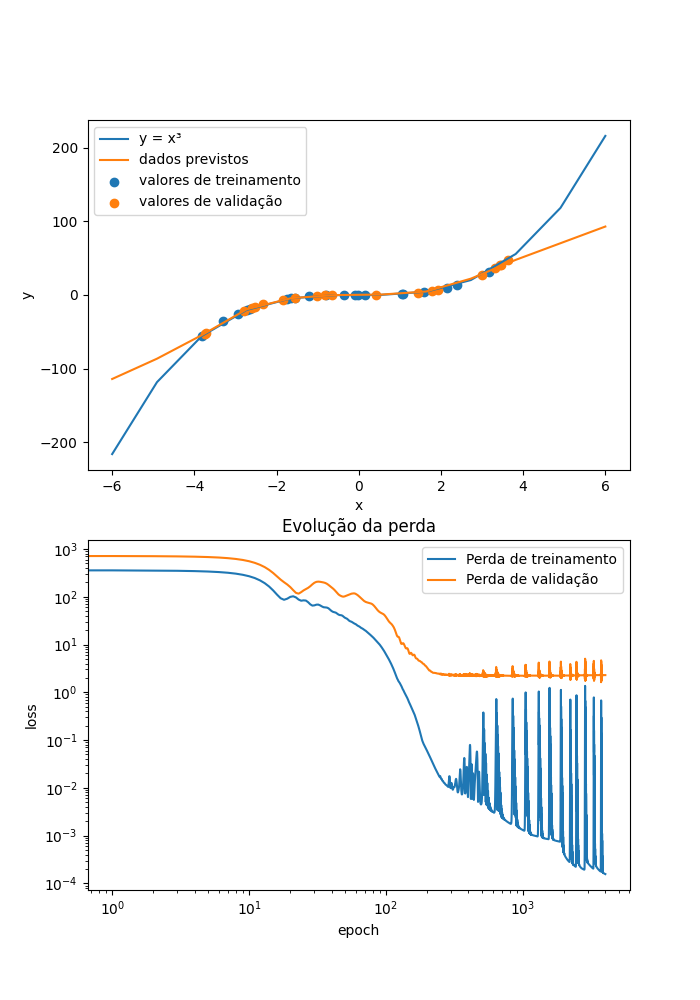 y = x³
dados previstos
valores de treinamento
valores de validação
200
100
0
−100
−200
y
−6
−4
−2
0
2
4
6
x
Evolução da perda
Perda de treinamento
Perda de validação
10³
10²
10¹
10⁰
10⁻¹
10⁻²
10⁻³
10⁻⁴
loss
10⁰
10¹
10²
10³
epoch